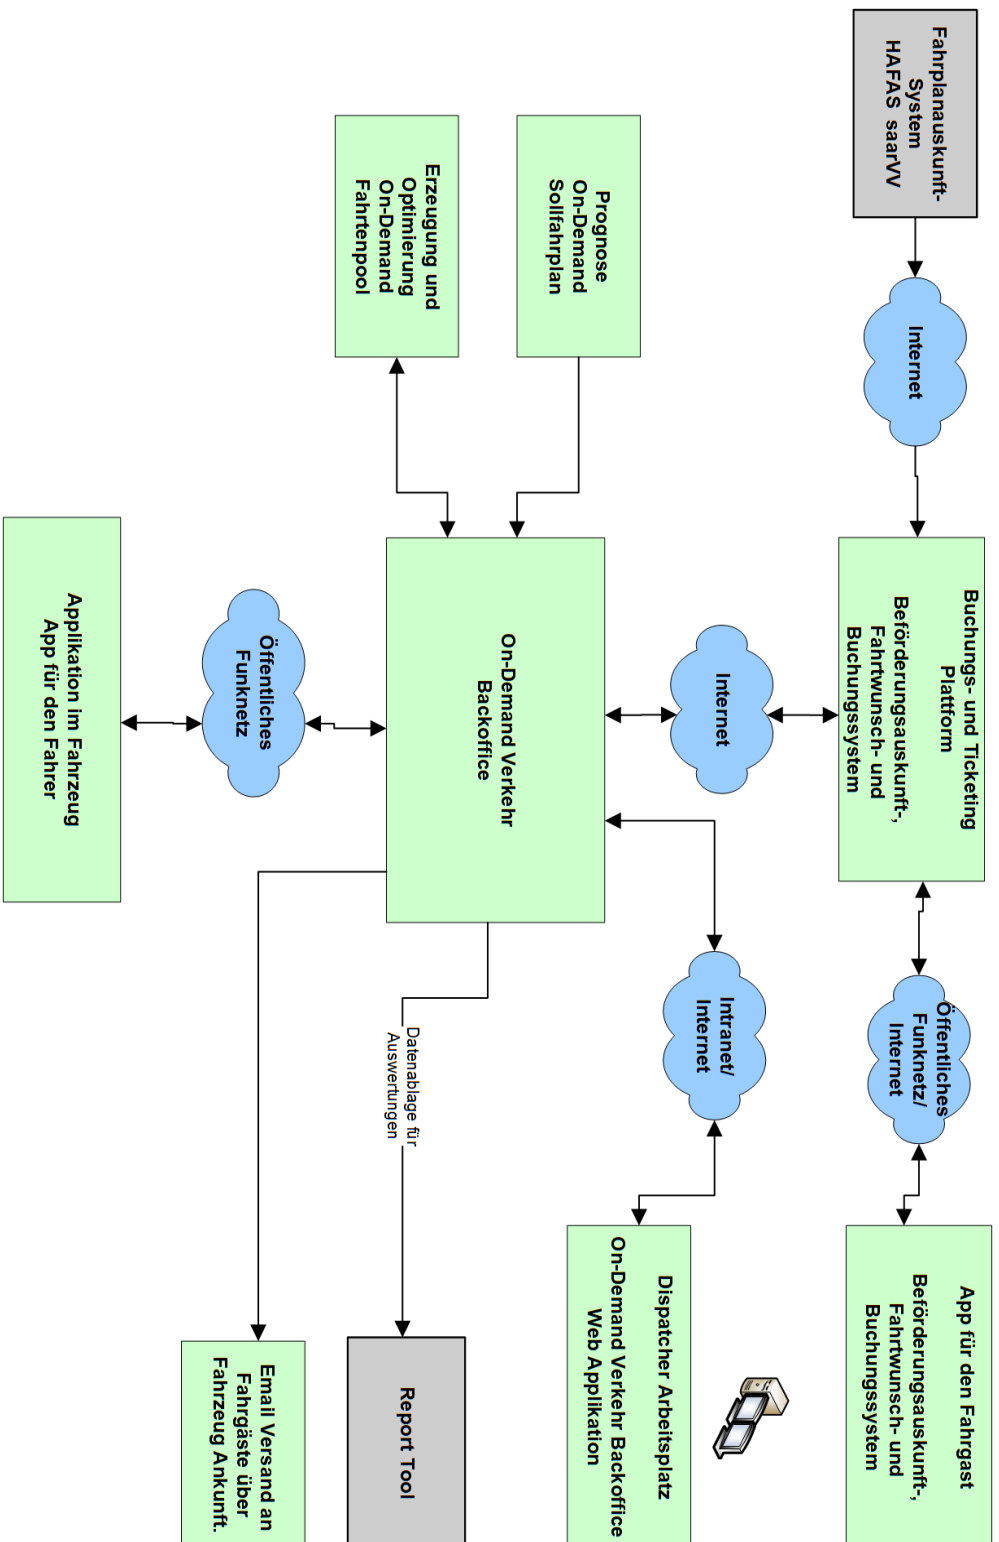 Fahrplanauskunft-
System
HAFAS saarVV
Internet
Buchungs- und Ticketing
Plattform
Beförderungsauskunft-,
Fahrtwunsch- und
Buchungssystem
Öffentliches
Funknetz/
Internet
App für den Fahrgast
Beförderungsauskunft-,
Fahrtwunsch- und
Buchungssystem
Internet
Intranet/
Internet
Dispatcher Arbeitsplatz
On-Demand Verkehr Backoffice
Web Applikation
Prognose
On-Demand
Sollfahrplan
Erzeugung und
Optimierung
On-Demand
Fahrtenpool
On-Demand Verkehr
Backoffice
Datenablage für
Auswertungen
Report Tool
Öffentliches
Funknetz
Email Versand an
Fahrgäste über
Fahrzeug Ankunft.
Applikation im Fahrzeug
App für den Fahrer